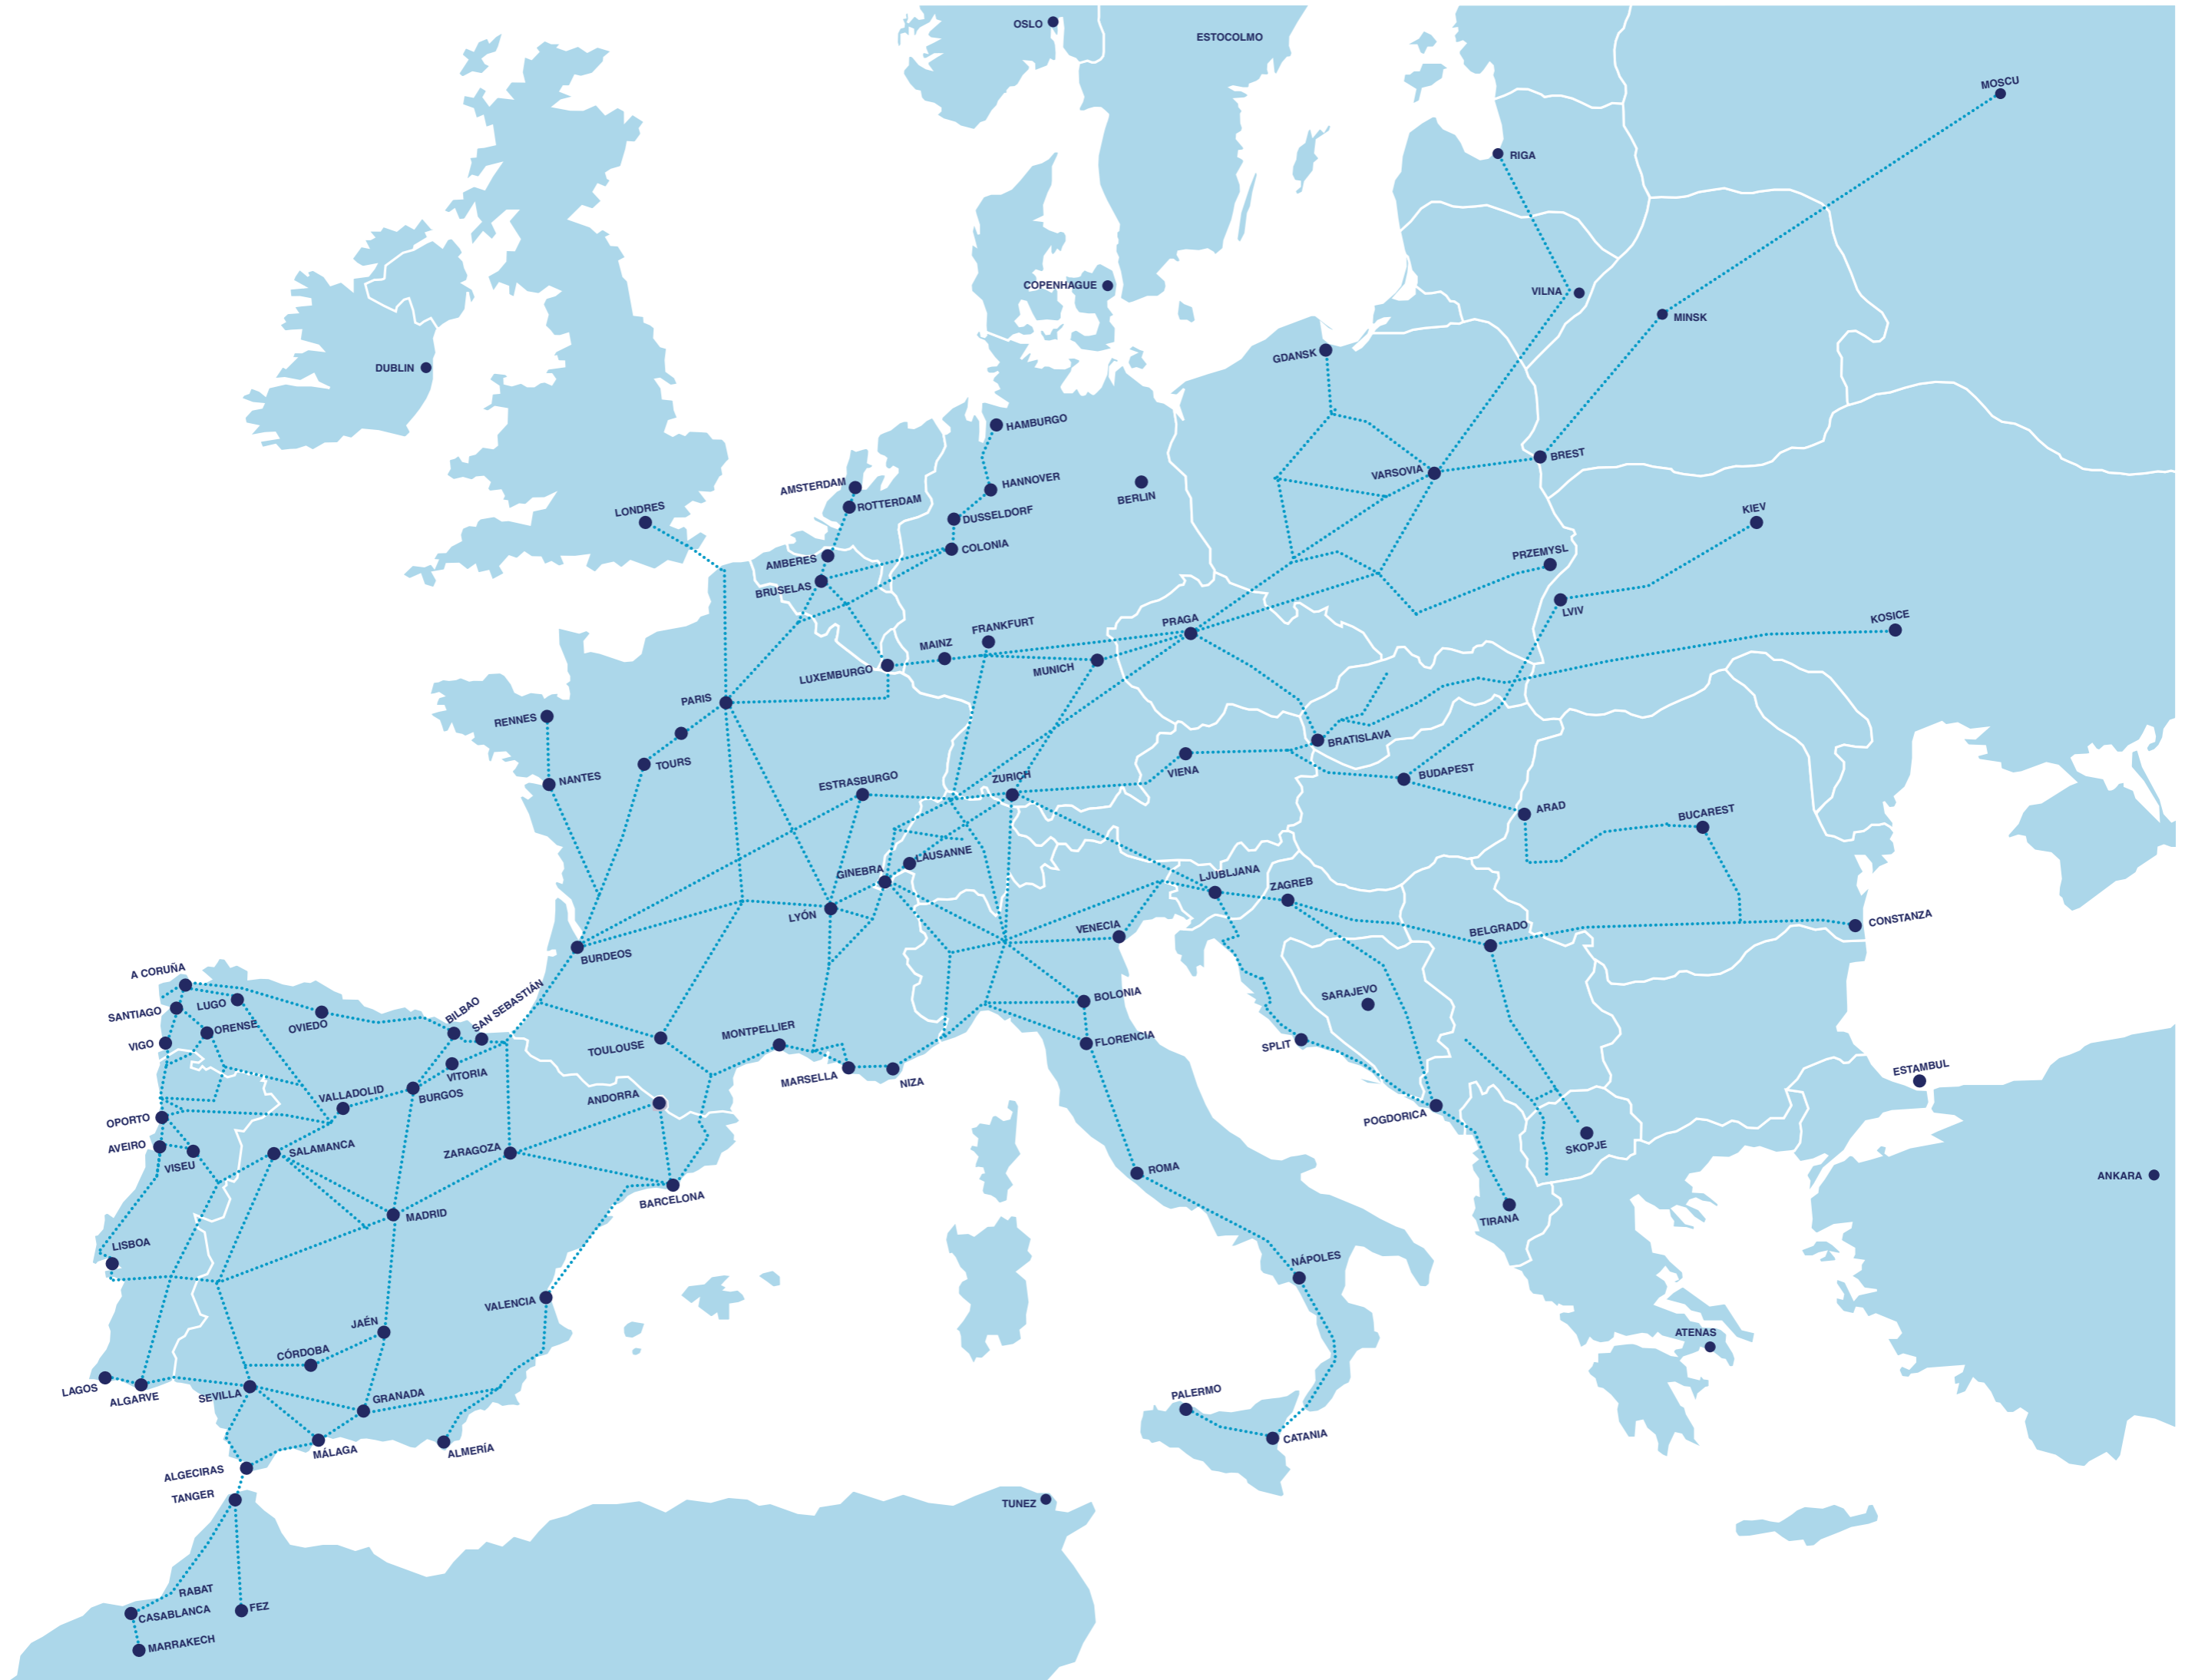 OSLO
ESTOCOLMO
MOSCU
RIGA
COPENHAGUE
VILNA
MINSK
DUBLIN
GDANSK
HAMBURGO
BREST
VARSOVIA
HANNOVER
AMSTERDAM
ROTTERDAM
BERLIN
LONDRES
DUSSELDORF
KIEV
COLONIA
PRZEMYSL
AMBERES
BRUSELAS
LVIV
KOSICE
PRAGA
FRANKFURT
MAINZ
MUNICH
LUXEMBURGO
PARIS
RENNES
BRATISLAVA
TOURS
VIENA
BUDAPEST
NANTES
ESTRASBURGO
ZURICH
ARAD
BUCAREST
LAUSANNE
GINEBRA
LJUBLJANA
ZAGREB
LYÓN
VENECIA
BELGRADO
CONSTANZA
BURDEOS
A CORUÑA
LUGO
SANTIAGO
BILBAO
SAN SEBASTIÁN
SARAJEVO
BOLONIA
ORENSE
OVIEDO
MONTPELLIER
VIGO
TOULOUSE
FLORENCIA
SPLIT
VITORIA
MARSELLA
NIZA
ESTAMBUL
VALLADOLID
BURGOS
ANDORRA
OPORTO
POGDORICA
AVEIRO
VISEU
SALAMANCA
ZARAGOZA
SKOPJE
ROMA
ANKARA
BARCELONA
MADRID
TIRANA
LISBOA
NÁPOLES
VALENCIA
JAÉN
ATENAS
CÓRDOBA
LAGOS
ALGARVE
SEVILLA
GRANADA
PALERMO
CATANIA
MÁLAGA
ALMERÍA
ALGECIRAS
TANGER
TUNEZ
RABAT
CASABLANCA
FEZ
MARRAKECH